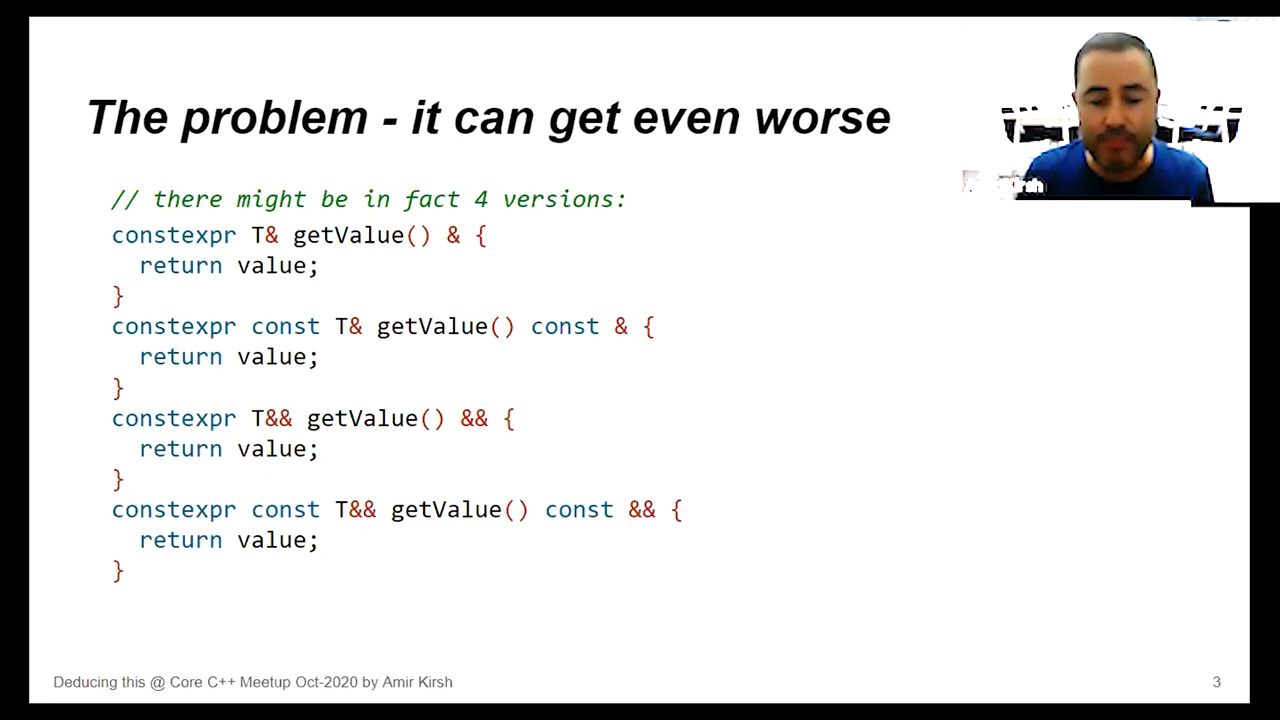 The problem - it can get even worse
// there might be in fact 4 versions:
constexpr T& getValue() & {
  return value;
}
constexpr const T& getValue() const & {
  return value;
}
constexpr T&& getValue() && {
  return value;
}
constexpr const T&& getValue() const && {
  return value;
}
Deducing this @ Core C++ Meetup Oct-2020 by Amir Kirsh
3